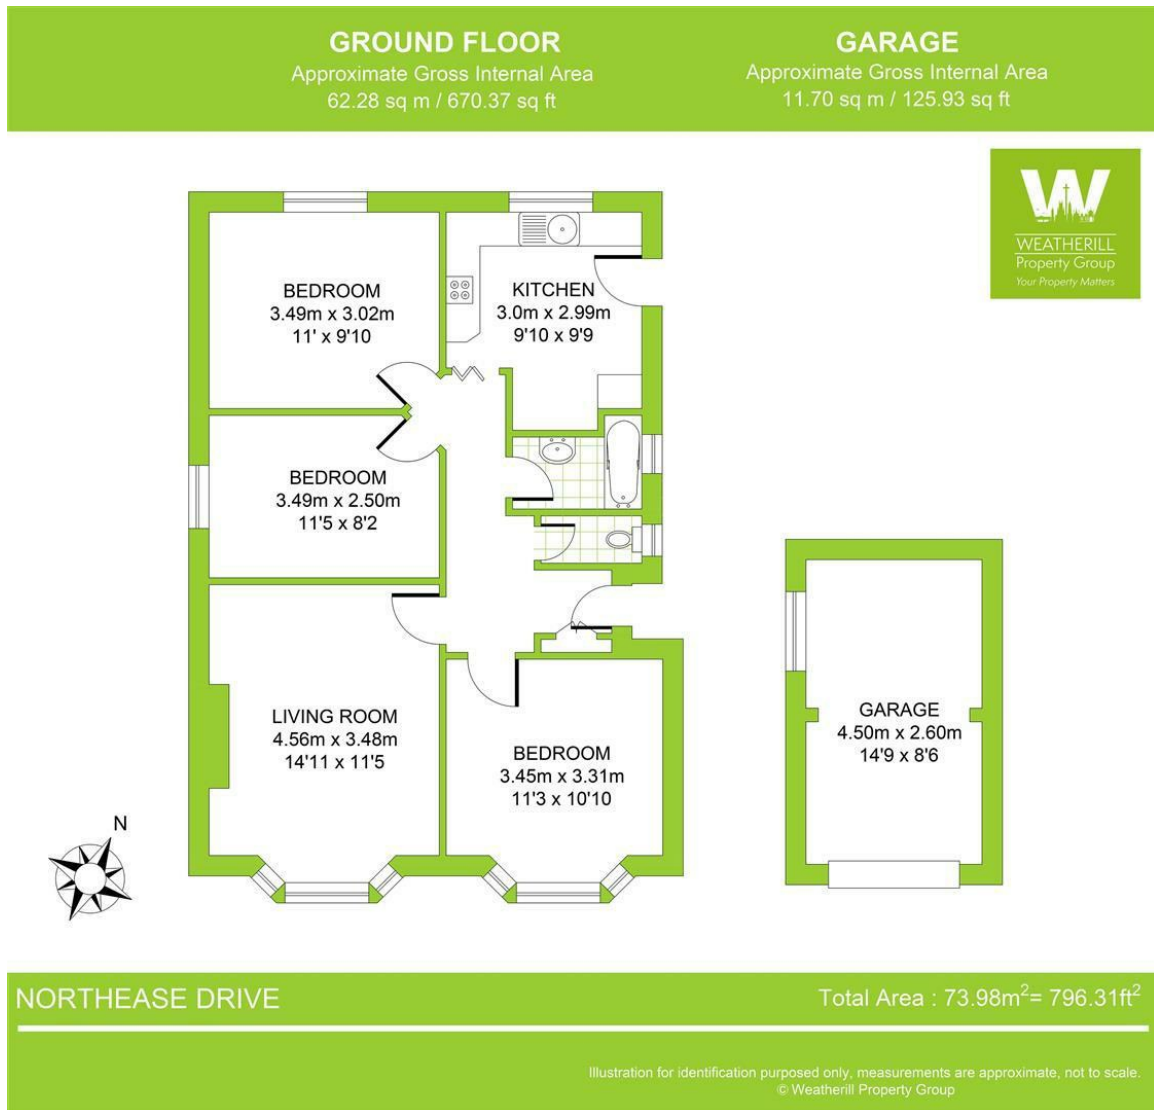 GROUND FLOOR
Approximate Gross Internal Area
62.28 sq m / 670.37 sq ft
GARAGE
Approximate Gross Internal Area
11.70 sq m / 125.93 sq ft
W
WEATHERILL
Property Group
Your Property Matters
BEDROOM
3.49m x 3.02m
11' x 9'10
KITCHEN
3.0m x 2.99m
9'10 x 9'9
BEDROOM
3.49m x 2.50m
11'5 x 8'2
LIVING ROOM
4.56m x 3.48m
14'11 x 11'5
BEDROOM
3.45m x 3.31m
11'3 x 10'10
GARAGE
4.50m x 2.60m
14'9 x 8'6
N
NORTHEASE DRIVE
Total Area : 73.98m²= 796.31ft²
Illustration for identification purposed only, measurements are approximate, not to scale.
© Weatherill Property Group